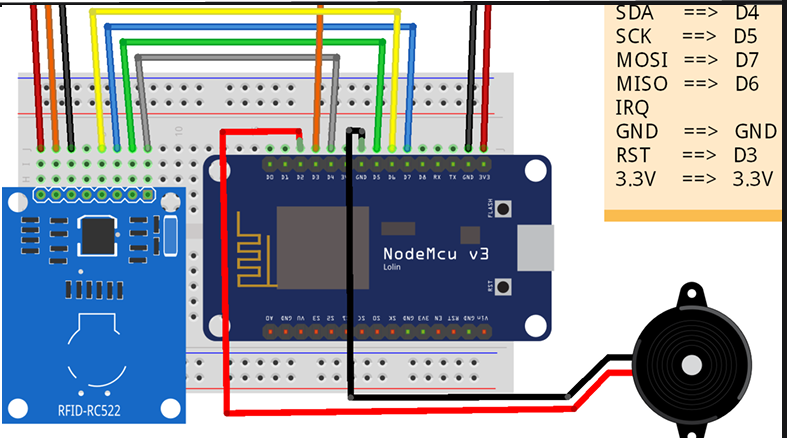 SDA ==> D4
SCK ==> D5
MOSI ==> D7
MISO ==> D6
IRQ
GND ==> GND
RST ==> D3
3.3V ==> 3.3V
10
D0 D1 D2 D3 D4 3V GND D5 D6 D7 D8 RX TX GND 3V3
FLASH
NodeMcu v3
Lolin
RST
A0 GND VU S3 S2 S1 SC S0 SK GND 3V3 EN RST GND Vin
RFID-RC522